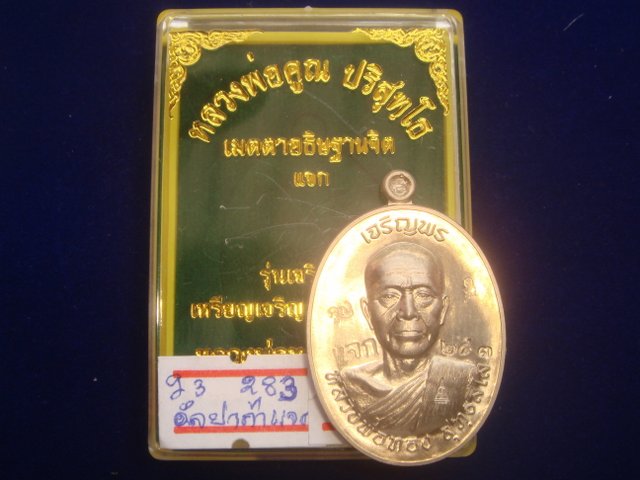 หลวงพ่อคูณ ปริสุทฺโธ
เมตตาอธิษฐานจิต
แจก
รุ่นเจริ
เหรียญเจริญ
283
เจริญพร
แจก
หลวงพ่อทอง สุทฺธสีโล